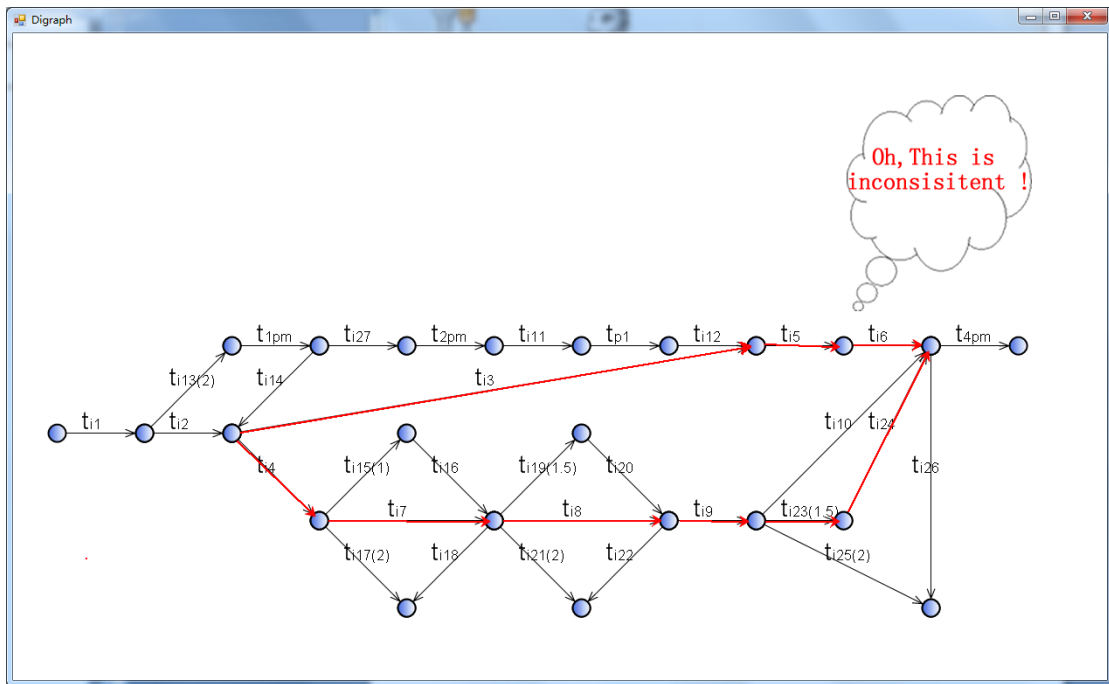 Digraph
Oh,This is
inconsisitent !
t1pm
ti27
t2pm
ti11
tp1
ti12
ti5
ti6
t4pm
ti13(2)
ti14
ti3
ti1
ti2
ti10
ti24
ti4
ti15(1)
ti16
ti19(1.5)
ti20
ti26
ti7
ti8
ti9
ti23(1.5)
ti17(2)
ti18
ti21(2)
ti22
ti25(2)